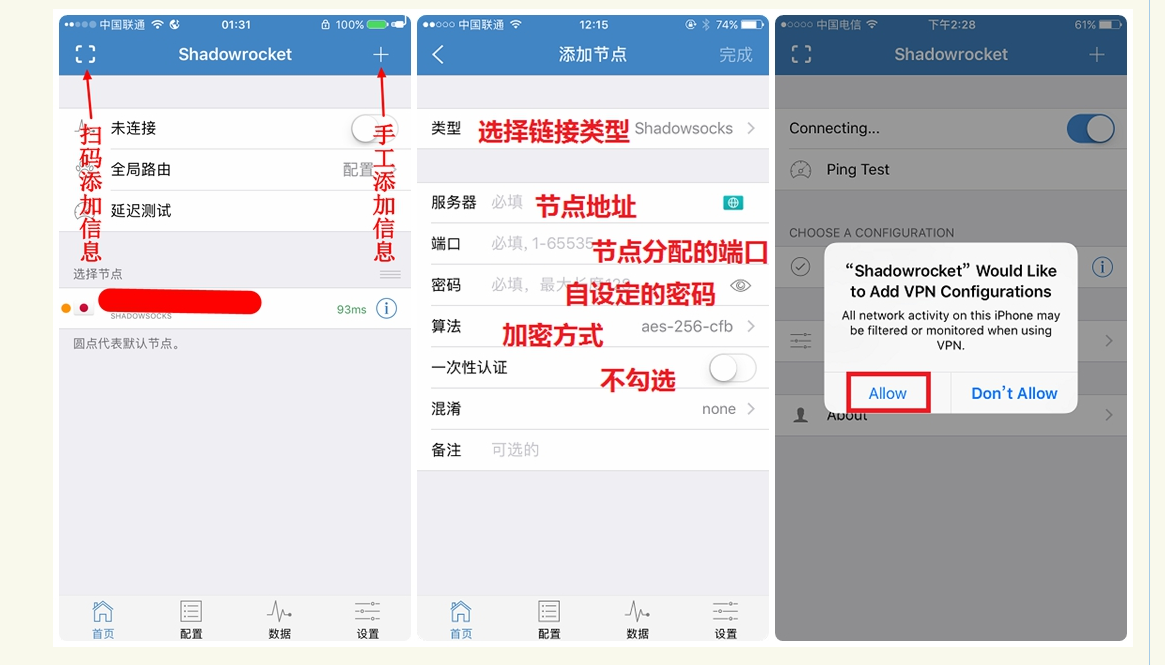 中国联通 01:31 100%
Shadowrocket
扫码添加信息
手工添加信息
未连接
全局路由 配置
延迟测试
选择节点
SHADOWSOCKS
93ms
圆点代表默认节点。
首页 配置 数据 设置
中国联通 12:15 74%
添加节点 完成
类型 选择链接类型 Shadowsocks
服务器 必填 节点地址
端口 必填, 1-65535 节点分配的端口
密码 必填，最大长度 自设定的密码
算法 加密方式 aes-256-cfb
一次性认证 不勾选
混淆 none
备注 可选的
首页 配置 数据 设置
中国电信 下午2:28 61%
Shadowrocket
Connecting...
Ping Test
CHOOSE A CONFIGURATION
“Shadowrocket” Would Like
to Add VPN Configurations
All network activity on this iPhone may
be filtered or monitored when using
VPN.
Allow Don’t Allow
About